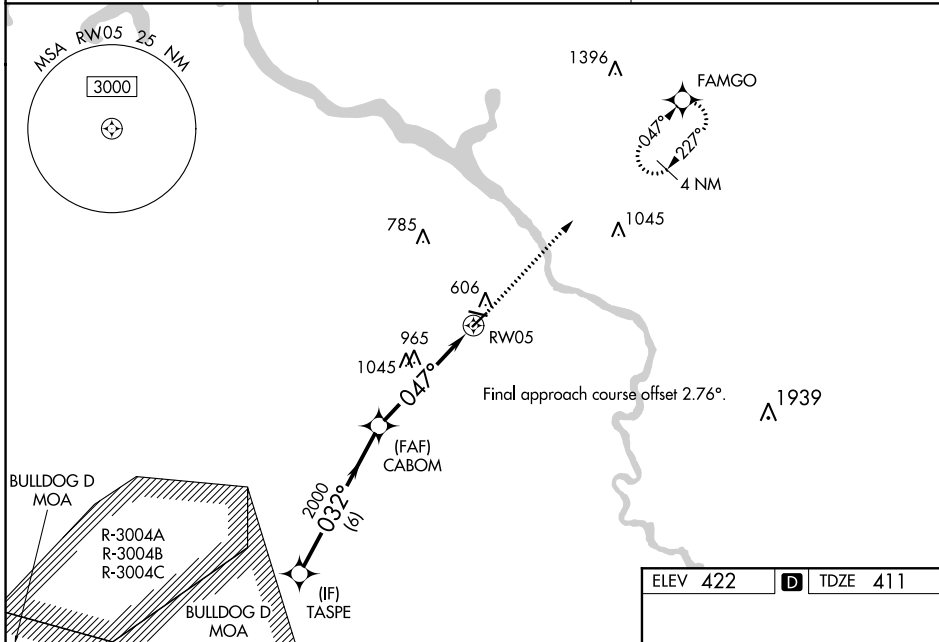 MSA RW05 25 NM
3000
1396
FAMGO
047°
227°
4 NM
785
1045
606
RW05
965
1045
047°
Final approach course offset 2.76°.
1939
(FAF)
CABOM
2000
032°
(6)
BULLDOG D
MOA
R-3004A
R-3004B
R-3004C
(IF)
TASPE
BULLDOG D
MOA
ELEV 422 D TDZE 411